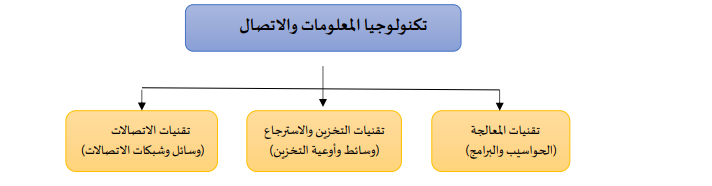 تكنولوجيا المعلومات والاتصال
تقنيات المعالجة
(الحواسيب والبرامج)
تقنيات التخزين والاسترجاع
(وسائط وأوعية التخزين)
تقنيات الاتصالات
(وسائل وشبكات الاتصالات)